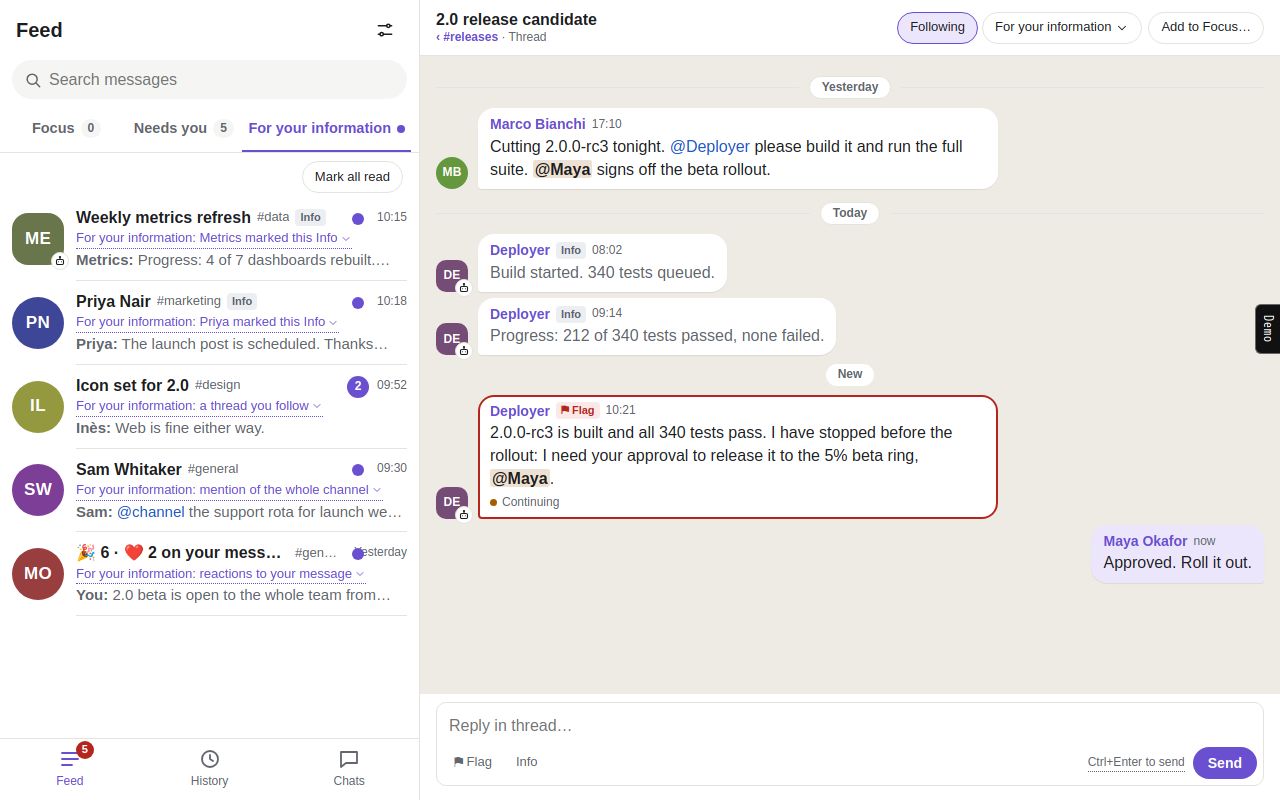 Feed
Search messages
Focus 0
Needs you 5
For your information
Mark all read
ME
Weekly metrics refresh #data Info 10:15
For your information: Metrics marked this Info
Metrics: Progress: 4 of 7 dashboards rebuilt.…
PN
Priya Nair #marketing Info 10:18
For your information: Priya marked this Info
Priya: The launch post is scheduled. Thanks…
IL
Icon set for 2.0 #design 2 09:52
For your information: a thread you follow
Inès: Web is fine either way.
SW
Sam Whitaker #general 09:30
For your information: mention of the whole channel
Sam: @channel the support rota for launch we…
MO
🎉 6 · ❤️ 2 on your mess… #gen… Yesterday
For your information: reactions to your message
You: 2.0 beta is open to the whole team from…
5
Feed
History
Chats
2.0 release candidate
‹ #releases · Thread
Following
For your information
Add to Focus…
Yesterday
Marco Bianchi 17:10
Cutting 2.0.0-rc3 tonight. @Deployer please build it and run the full
suite. @Maya signs off the beta rollout.
MB
Today
Deployer Info 08:02
Build started. 340 tests queued.
DE
Deployer Info 09:14
Progress: 212 of 340 tests passed, none failed.
DE
New
Deployer Flag 10:21
2.0.0-rc3 is built and all 340 tests pass. I have stopped before the
rollout: I need your approval to release it to the 5% beta ring,
@Maya.
Continuing
DE
Maya Okafor now
Approved. Roll it out.
Demo
Reply in thread…
Flag
Info
Ctrl+Enter to send
Send